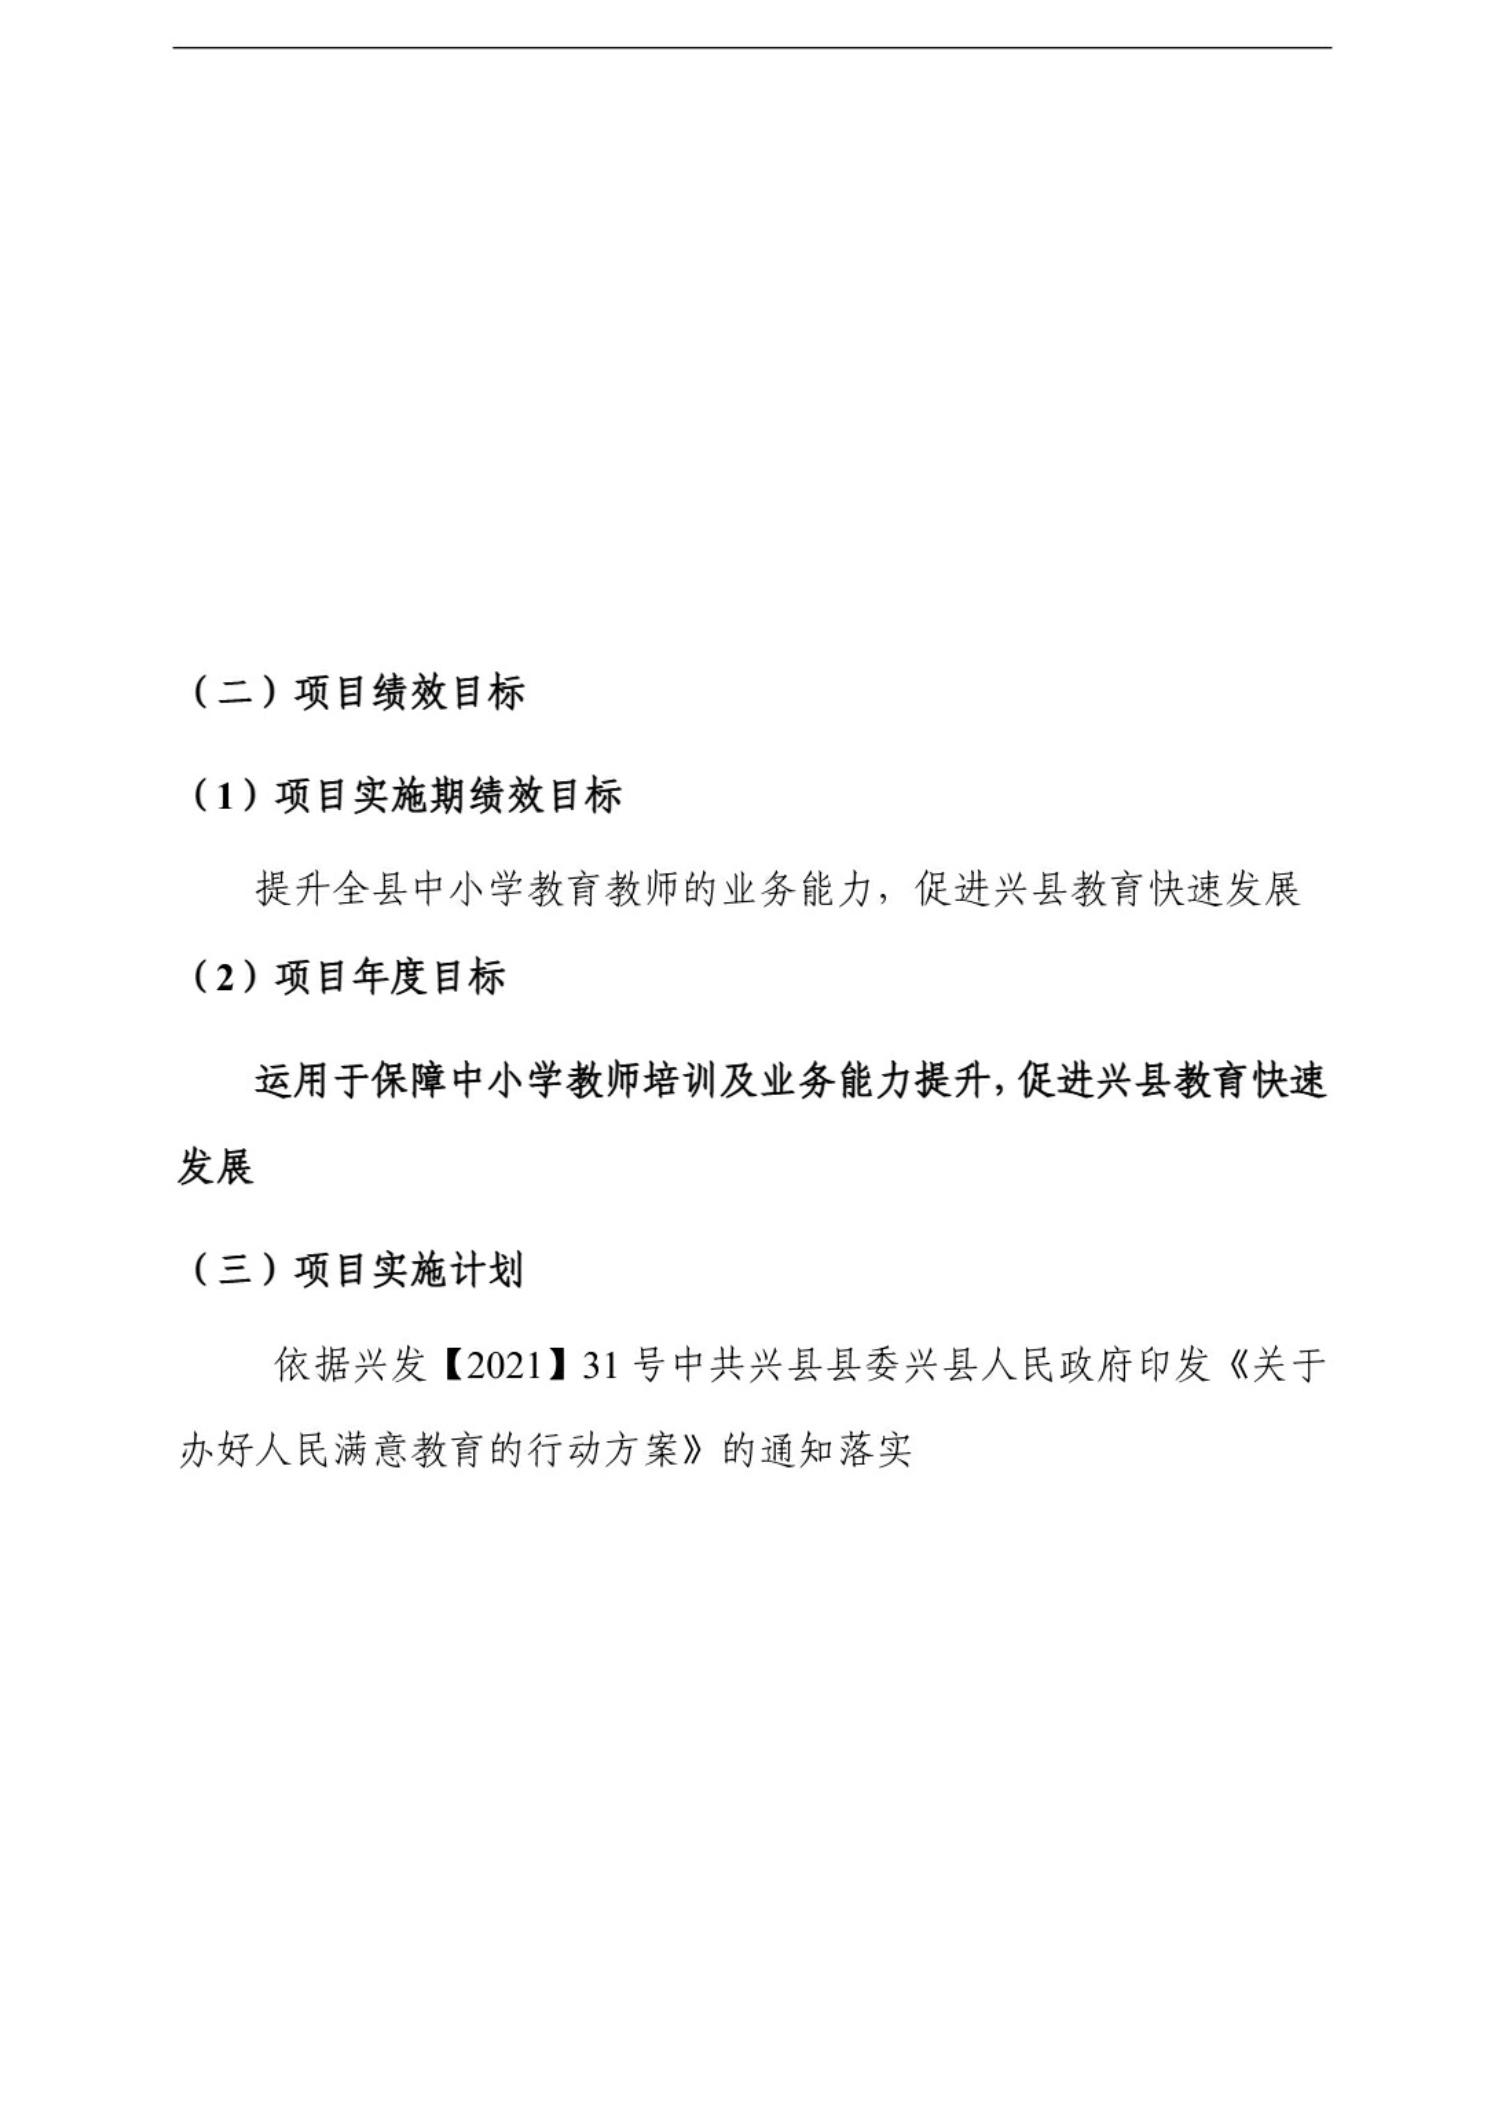 （二）项目绩效目标
（1）项目实施期绩效目标
提升全县中小学教育教师的业务能力，促进兴县教育快速发展
（2）项目年度目标
运用于保障中小学教师培训及业务能力提升，促进兴县教育快速
发展
（三）项目实施计划
依据兴发【2021】31 号中共兴县县委兴县人民政府印发《关于
办好人民满意教育的行动方案》的通知落实